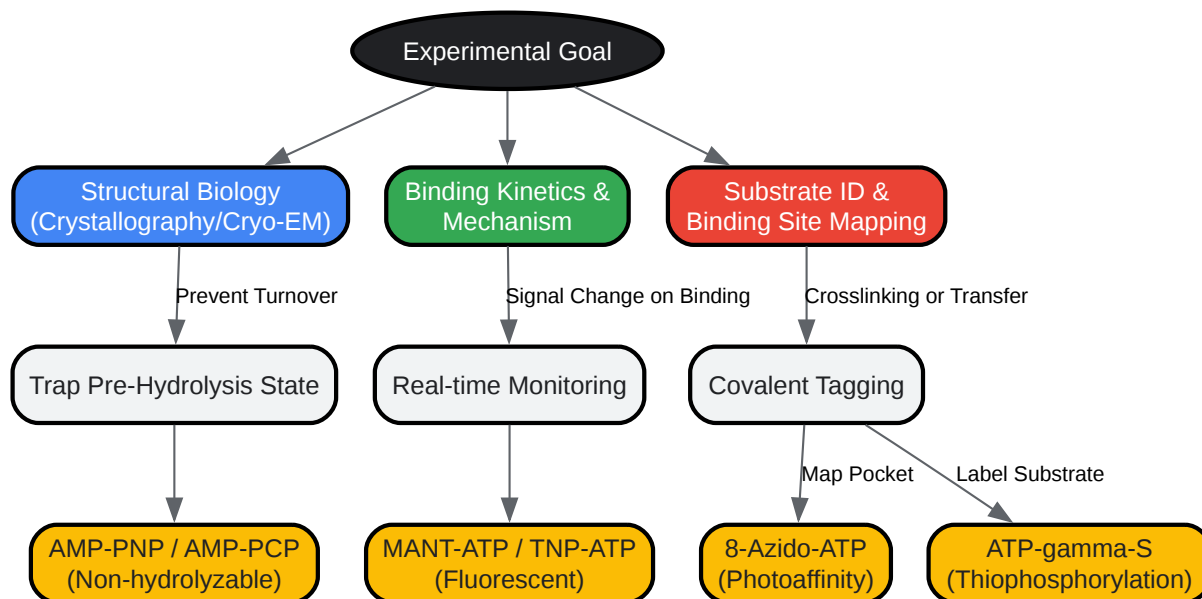 Experimental Goal
Structural Biology
(Crystallography/Cryo-EM)
Binding Kinetics &
Mechanism
Substrate ID &
Binding Site Mapping
Prevent Turnover
Signal Change on Binding
Crosslinking or Transfer
Trap Pre-Hydrolysis State
Real-time Monitoring
Covalent Tagging
Map Pocket
Label Substrate
AMP-PNP / AMP-PCP
(Non-hydrolyzable)
MANT-ATP / TNP-ATP
(Fluorescent)
8-Azido-ATP
(Photoaffinity)
ATP-gamma-S
(Thiophosphorylation)